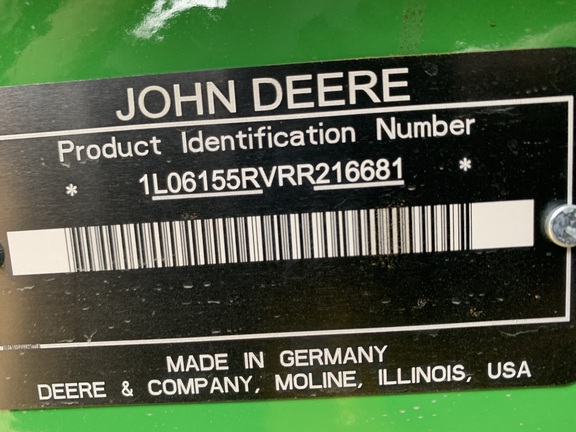 JOHN DEERE
Product Identification Number
* 1L06155RVRR216681 *
MADE IN GERMANY
DEERE & COMPANY, MOLINE, ILLINOIS, USA